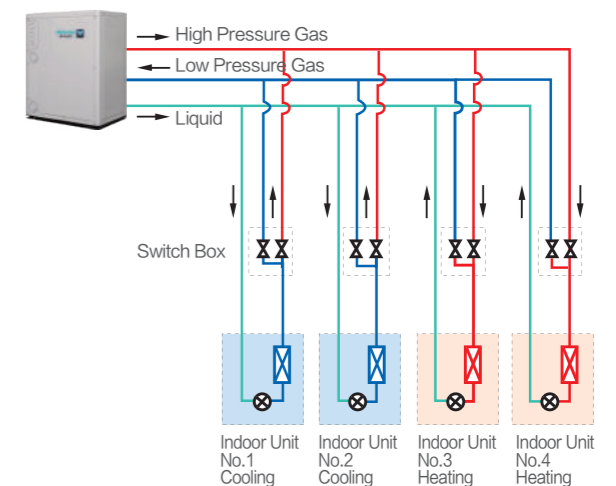 High Pressure Gas
Low Pressure Gas
Liquid
Switch Box
Indoor Unit
No.1
Cooling
Indoor Unit
No.2
Cooling
Indoor Unit
No.3
Heating
Indoor Unit
No.4
Heating